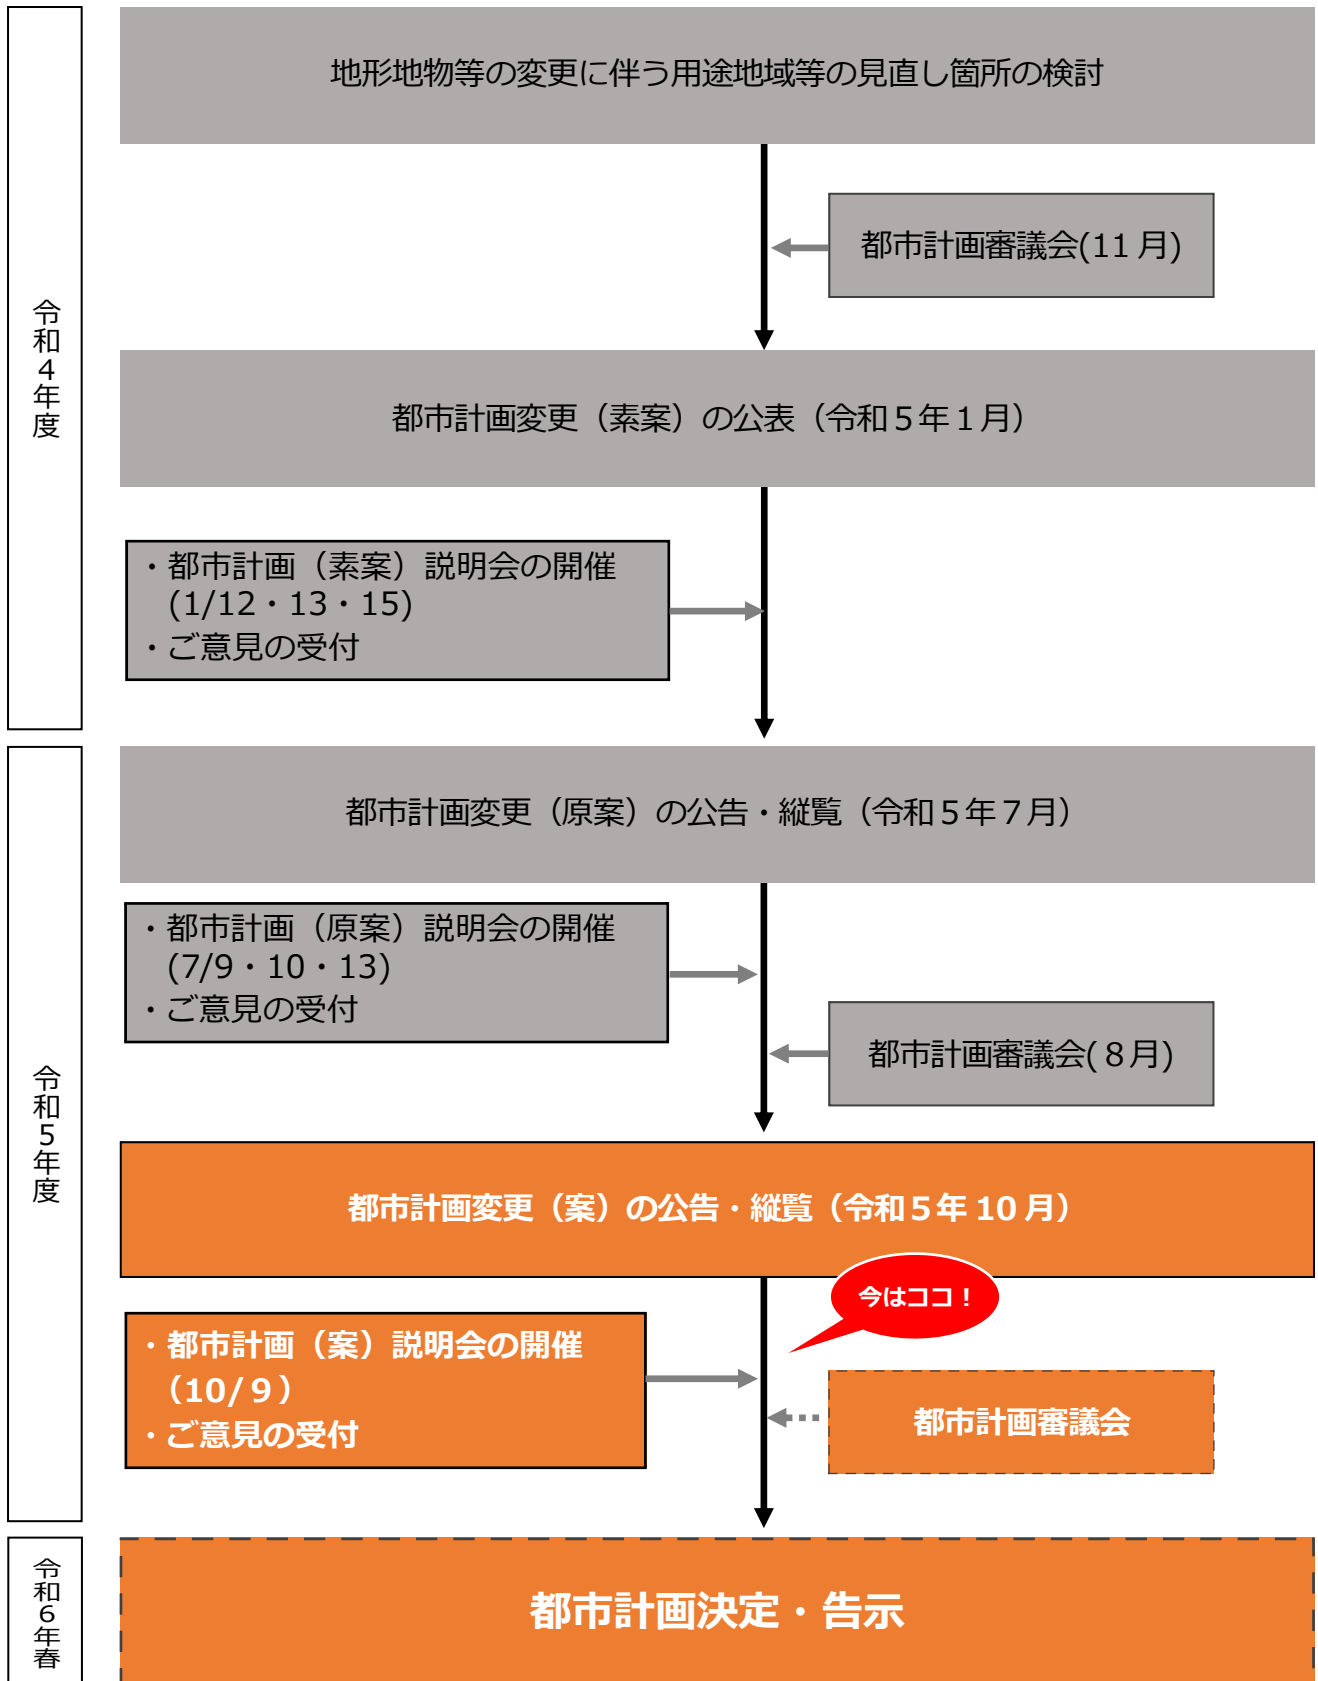 令和４年度
地形地物等の変更に伴う用途地域等の見直し箇所の検討
都市計画審議会(11 月)
都市計画変更（素案）の公表（令和５年１月）
・都市計画（素案）説明会の開催
(1/12・13・15)
・ご意見の受付
令和５年度
都市計画変更（原案）の公告・縦覧（令和５年７月）
・都市計画（原案）説明会の開催
(7/9・10・13)
・ご意見の受付
都市計画審議会(８月)
都市計画変更（案）の公告・縦覧（令和５年 10 月）
今はココ！
・都市計画（案）説明会の開催
（10/９）
・ご意見の受付
都市計画審議会
令和６年春
都市計画決定・告示